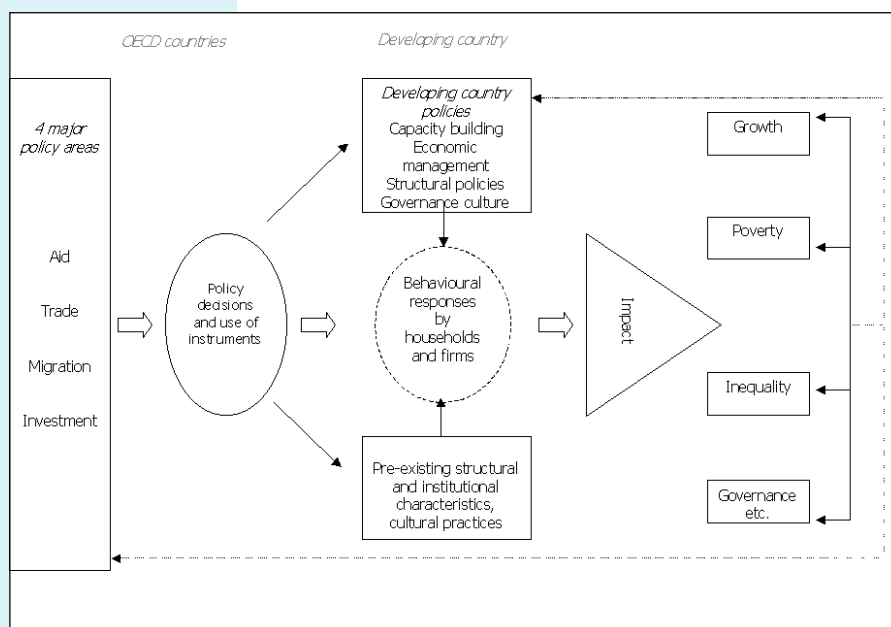 OECD countries
Developing country
4 major
policy areas
Aid
Trade
Migration
Investment
Policy
decisions
and use of
instruments
Developing country
policies
Capacity building
Economic
management
Structural policies
Governance culture
Behavioural
responses
by
households
and firms
Pre-existing structural
and institutional
characteristics,
cultural practices
Impact
Growth
Poverty
Inequality
Governance
etc.